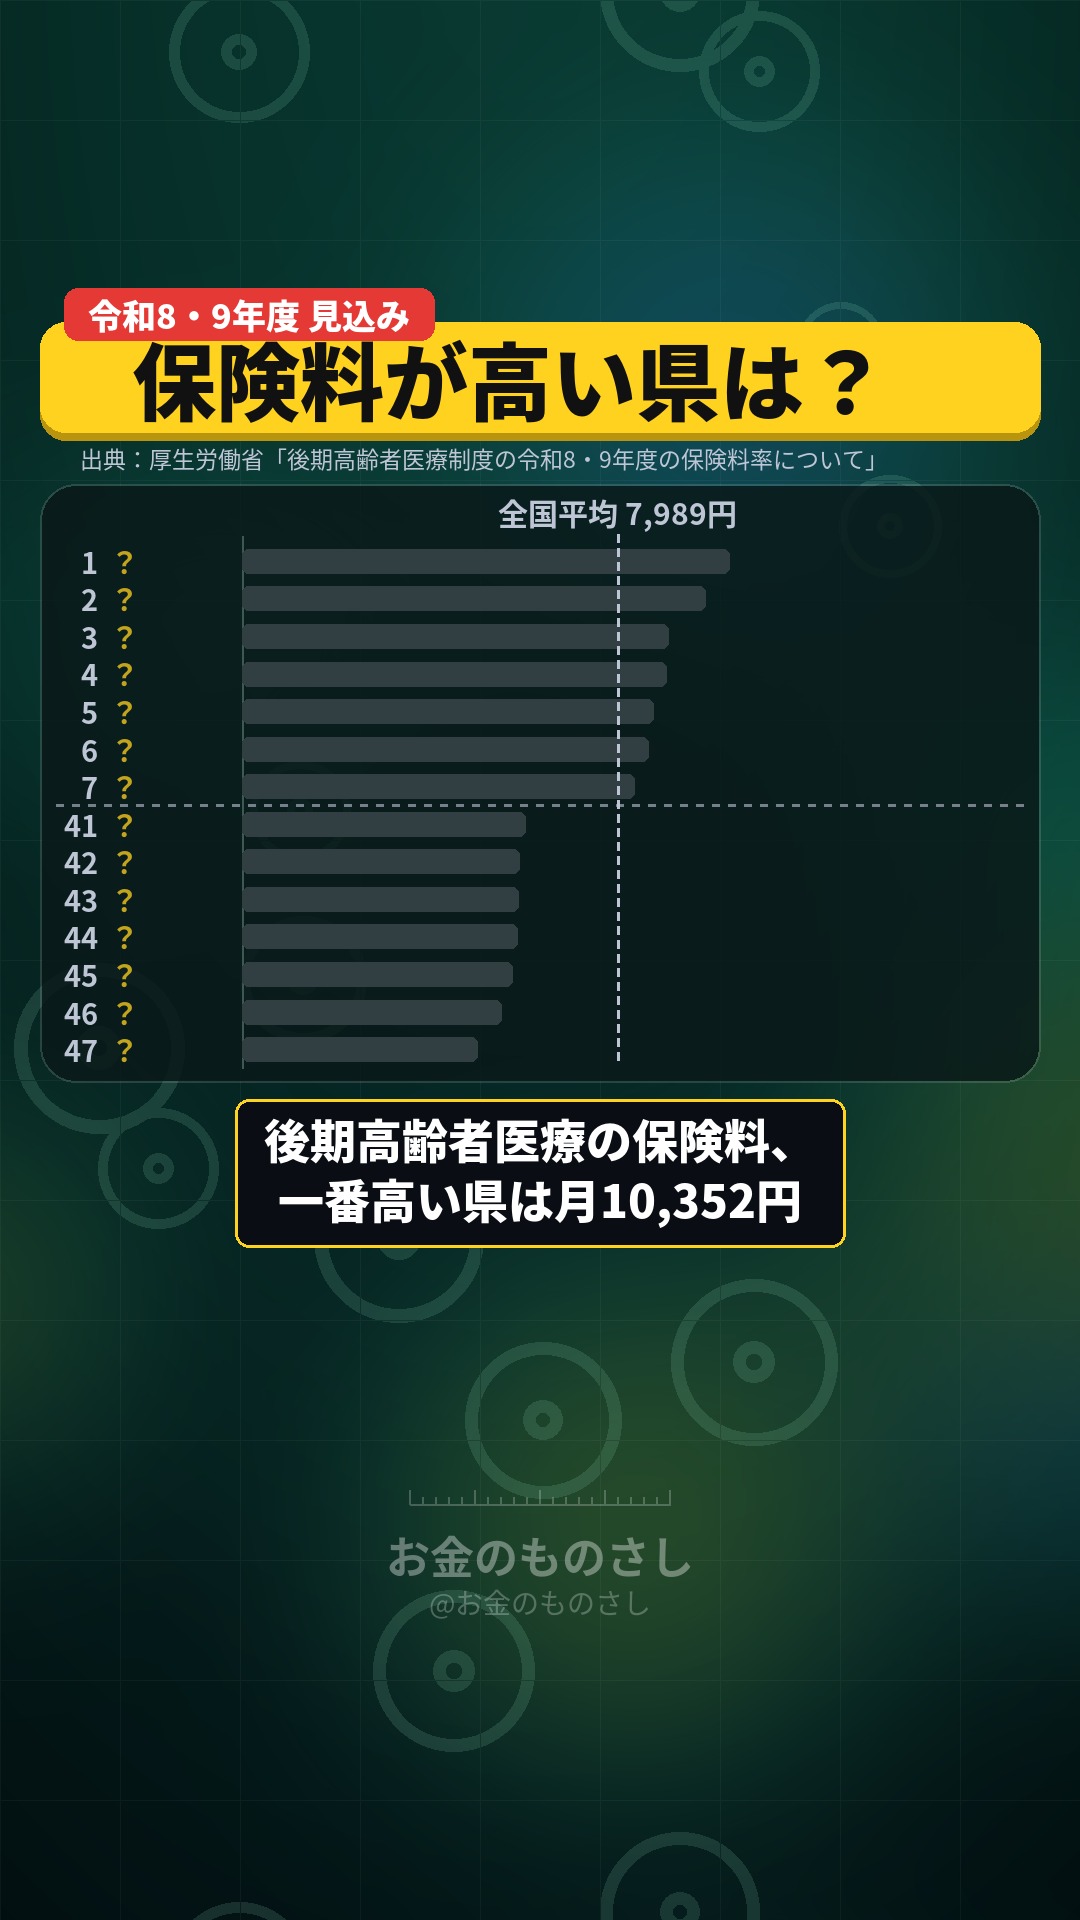 令和8・9年度 見込み
保険料が高い県は？
出典：厚生労働省「後期高齢者医療制度の令和8・9年度の保険料率について」
全国平均 7,989円
1 ？
2 ？
3 ？
4 ？
5 ？
6 ？
7 ？
41 ？
42 ？
43 ？
44 ？
45 ？
46 ？
47 ？
後期高齢者医療の保険料、
一番高い県は月10,352円
お金のものさし
@お金のものさし